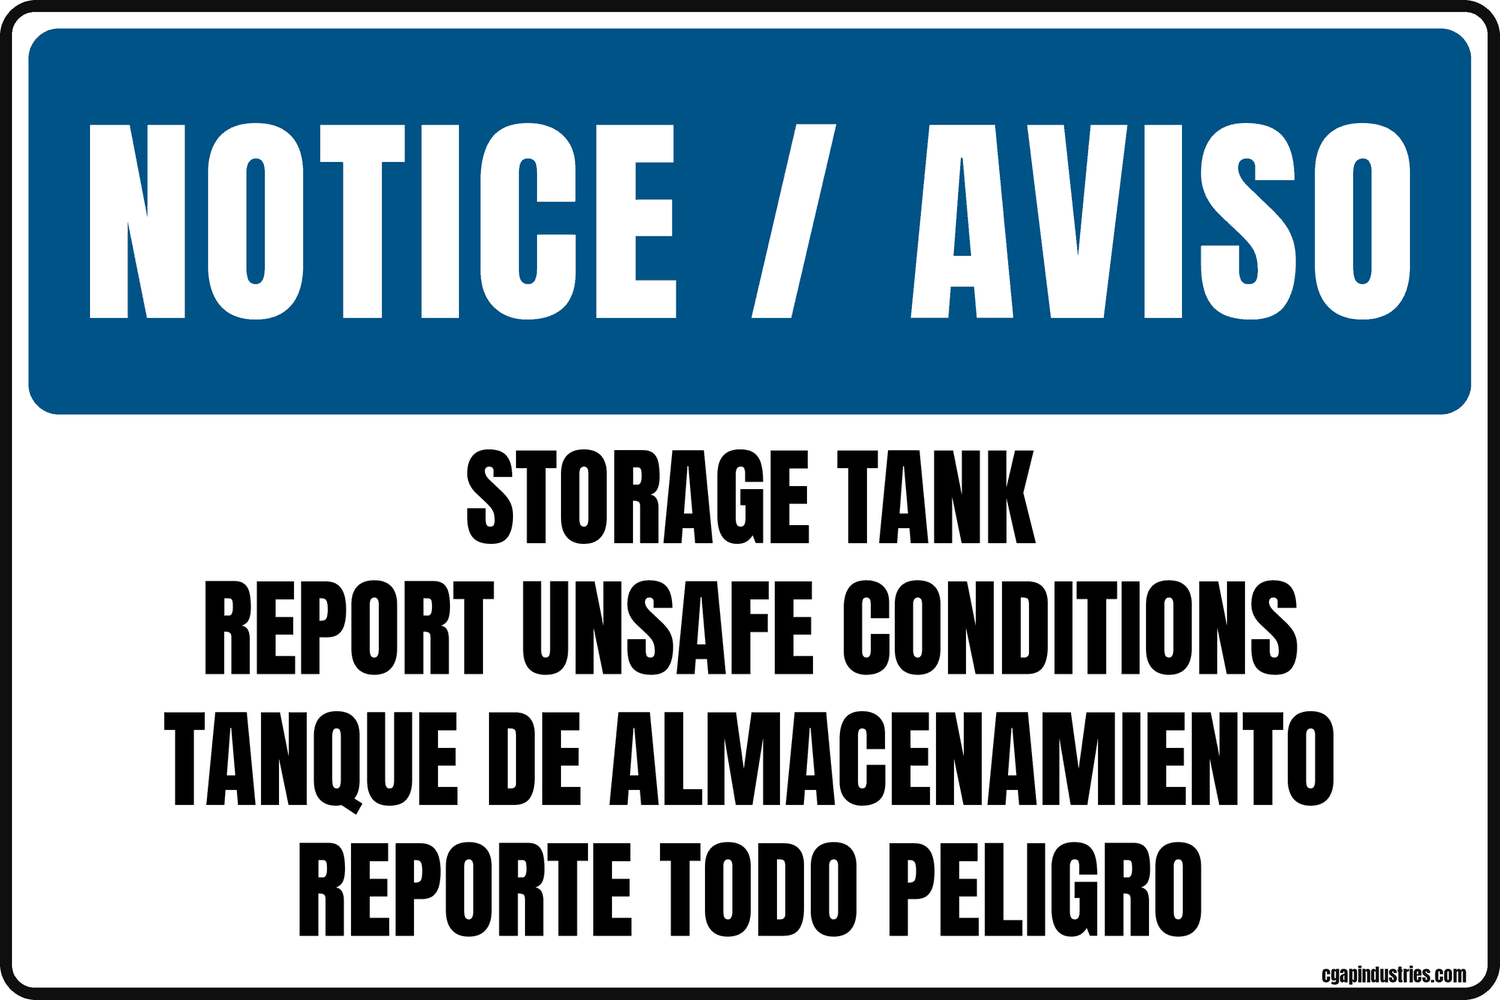 NOTICE / AVISO
STORAGE TANK
REPORT UNSAFE CONDITIONS
TANQUE DE ALMACENAMIENTO
REPORTE TODO PELIGRO
cgapindustries.com